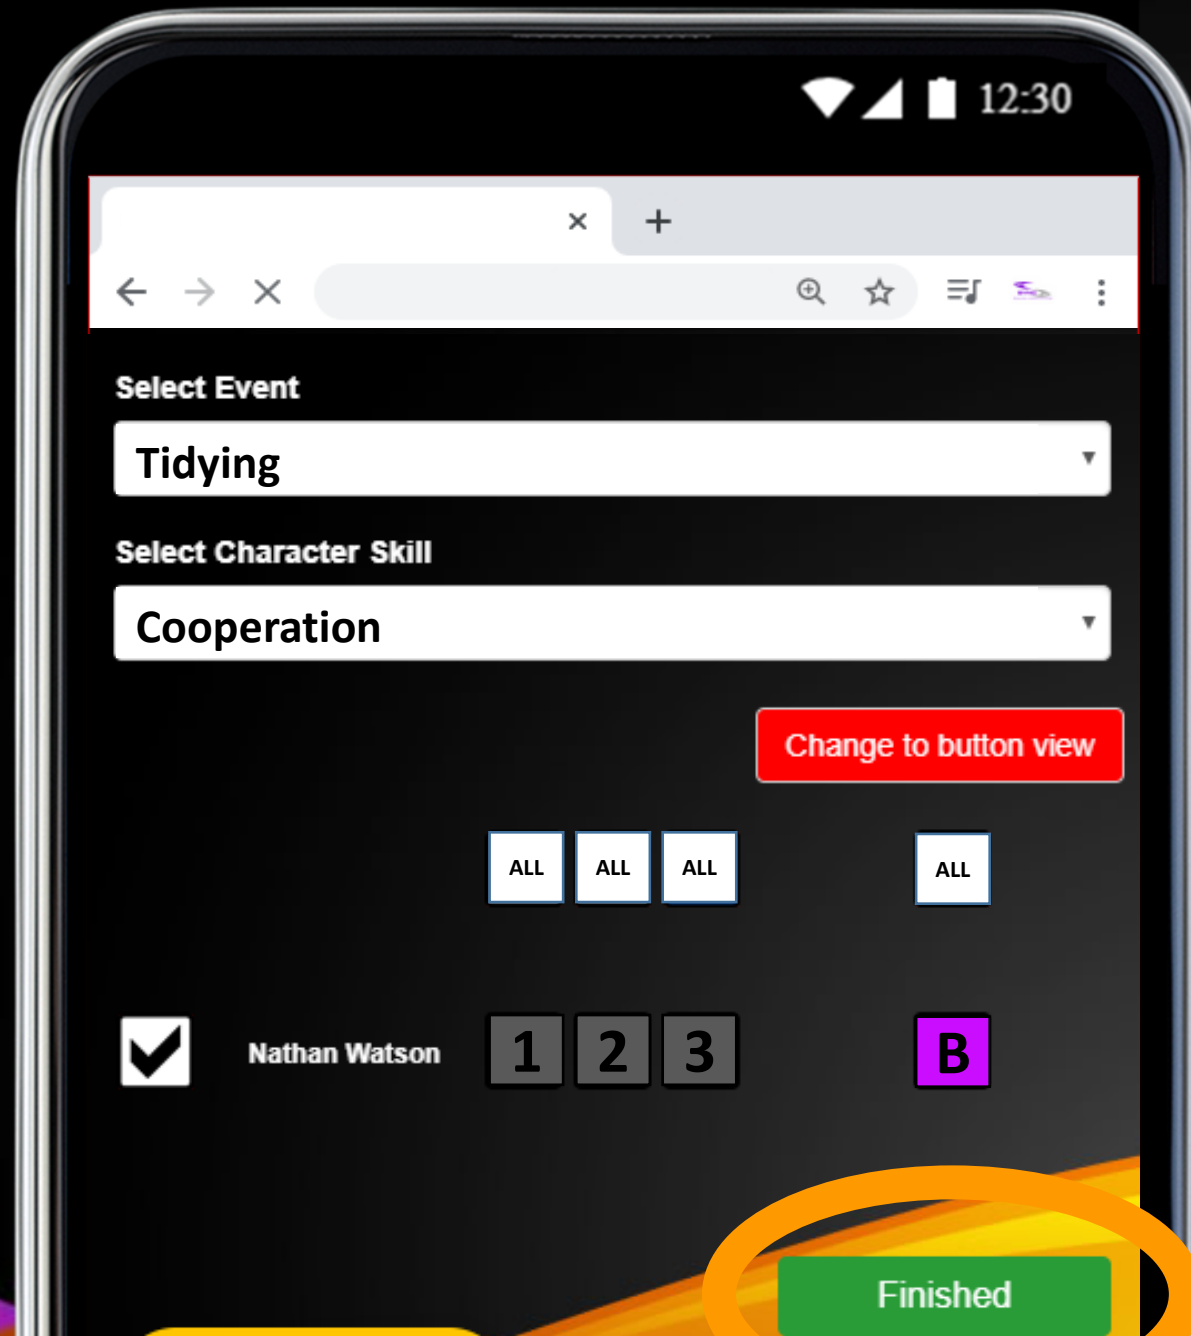 12:30
Select Event
Tidying
Select Character Skill
Cooperation
Change to button view
ALL ALL ALL ALL
Nathan Watson 1 2 3 B
Finished